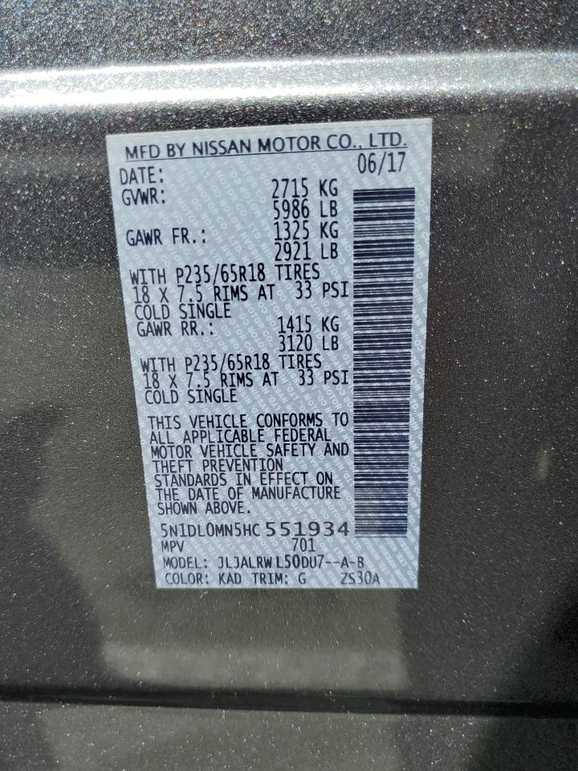 MFD BY NISSAN MOTOR CO., LTD.
DATE: 06/17
GVWR: 2715 KG
5986 LB
GAWR FR.: 1325 KG
2921 LB
WITH P235/65R18 TIRES
18 X 7.5 RIMS AT 33 PSI
COLD SINGLE
GAWR RR.: 1415 KG
3120 LB
WITH P235/65R18 TIRES
18 X 7.5 RIMS AT 33 PSI
COLD SINGLE
THIS VEHICLE CONFORMS TO
ALL APPLICABLE FEDERAL
MOTOR VEHICLE SAFETY AND
THEFT PREVENTION
STANDARDS IN EFFECT ON
THE DATE OF MANUFACTURE
SHOWN ABOVE.
5N1DL0MN5HC551934
MPV 701
MODEL: JLJALRWL50DU7--A-B
COLOR: KAD TRIM: G ZS30A